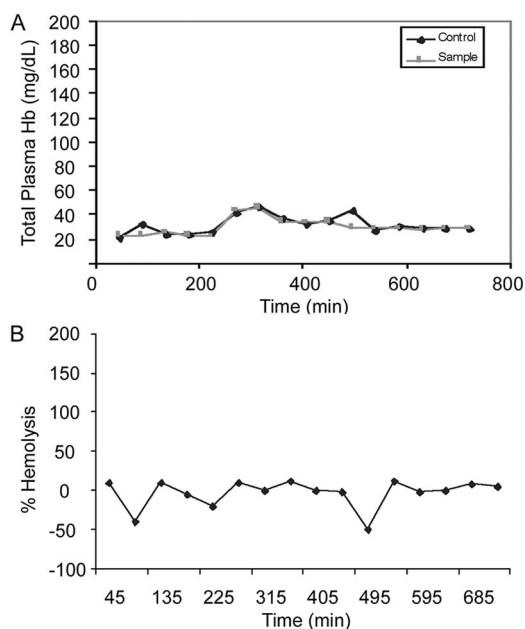 A
Total Plasma Hb (mg/dL)
200
180
160
140
120
100
80
60
40
20
Control
Sample
0 200 400 600 800
Time (min)
B
% Hemolysis
200
150
100
50
0
-50
-100
45 135 225 315 405 495 595 685
Time (min)